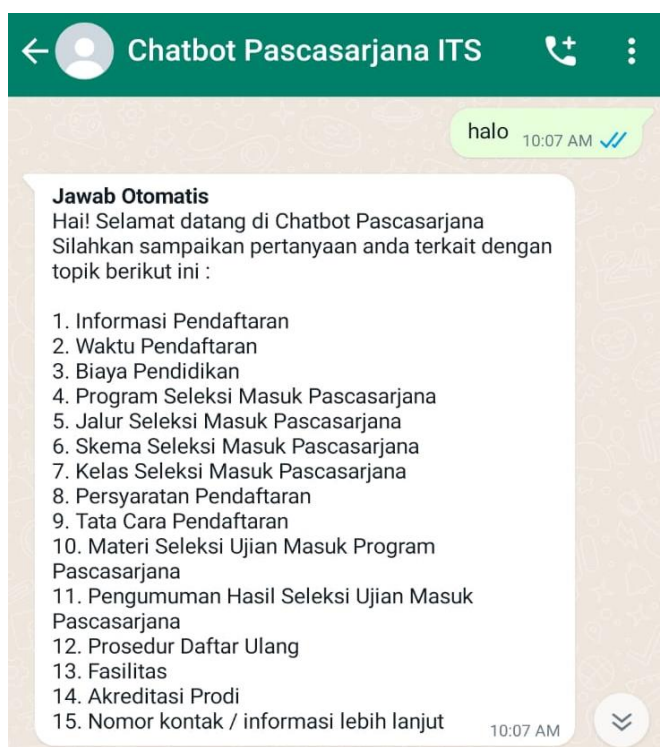 Chatbot Pascasarjana ITS
halo 10:07 AM
Jawab Otomatis
Hai! Selamat datang di Chatbot Pascasarjana
Silahkan sampaikan pertanyaan anda terkait dengan
topik berikut ini :
1. Informasi Pendaftaran
2. Waktu Pendaftaran
3. Biaya Pendidikan
4. Program Seleksi Masuk Pascasarjana
5. Jalur Seleksi Masuk Pascasarjana
6. Skema Seleksi Masuk Pascasarjana
7. Kelas Seleksi Masuk Pascasarjana
8. Persyaratan Pendaftaran
9. Tata Cara Pendaftaran
10. Materi Seleksi Ujian Masuk Program
Pascasarjana
11. Pengumuman Hasil Seleksi Ujian Masuk
Pascasarjana
12. Prosedur Daftar Ulang
13. Fasilitas
14. Akreditasi Prodi
15. Nomor kontak / informasi lebih lanjut 10:07 AM